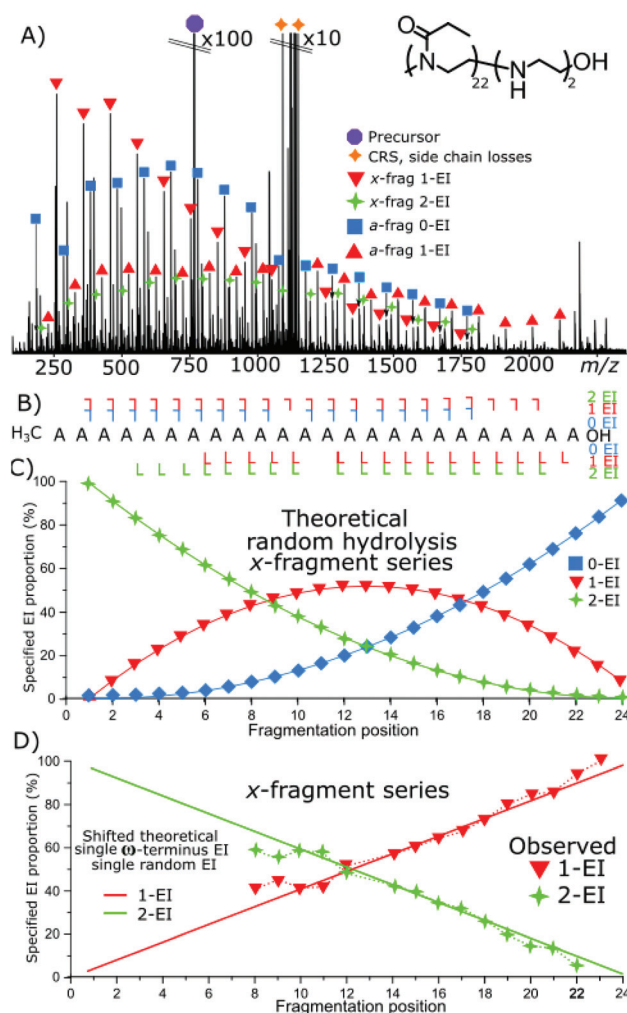 A)
x100
x10
O
N
22
N
H
2
OH
Precursor
CRS, side chain losses
x-frag 1-EI
x-frag 2-EI
a-frag 0-EI
a-frag 1-EI
250 500 750 1000 1250 1500 1750 2000 m/z
B)
2 EI
1 EI
0 EI
H3C A A A A A A A A A A A A A A A A A A A A A A A A OH
0 EI
1 EI
2 EI
C)
Theoretical
random hydrolysis
x-fragment series
0-EI
1-EI
2-EI
Specified EI proportion (%)
100
80
60
40
20
0
0 2 4 6 8 10 12 14 16 18 20 22 24
Fragmentation position
D)
x-fragment series
Shifted theoretical
single ω-terminus EI
single random EI
1-EI
2-EI
Observed
1-EI
2-EI
Specified EI proportion (%)
100
80
60
40
20
0
0 2 4 6 8 10 12 14 16 18 20 22 24
Fragmentation position